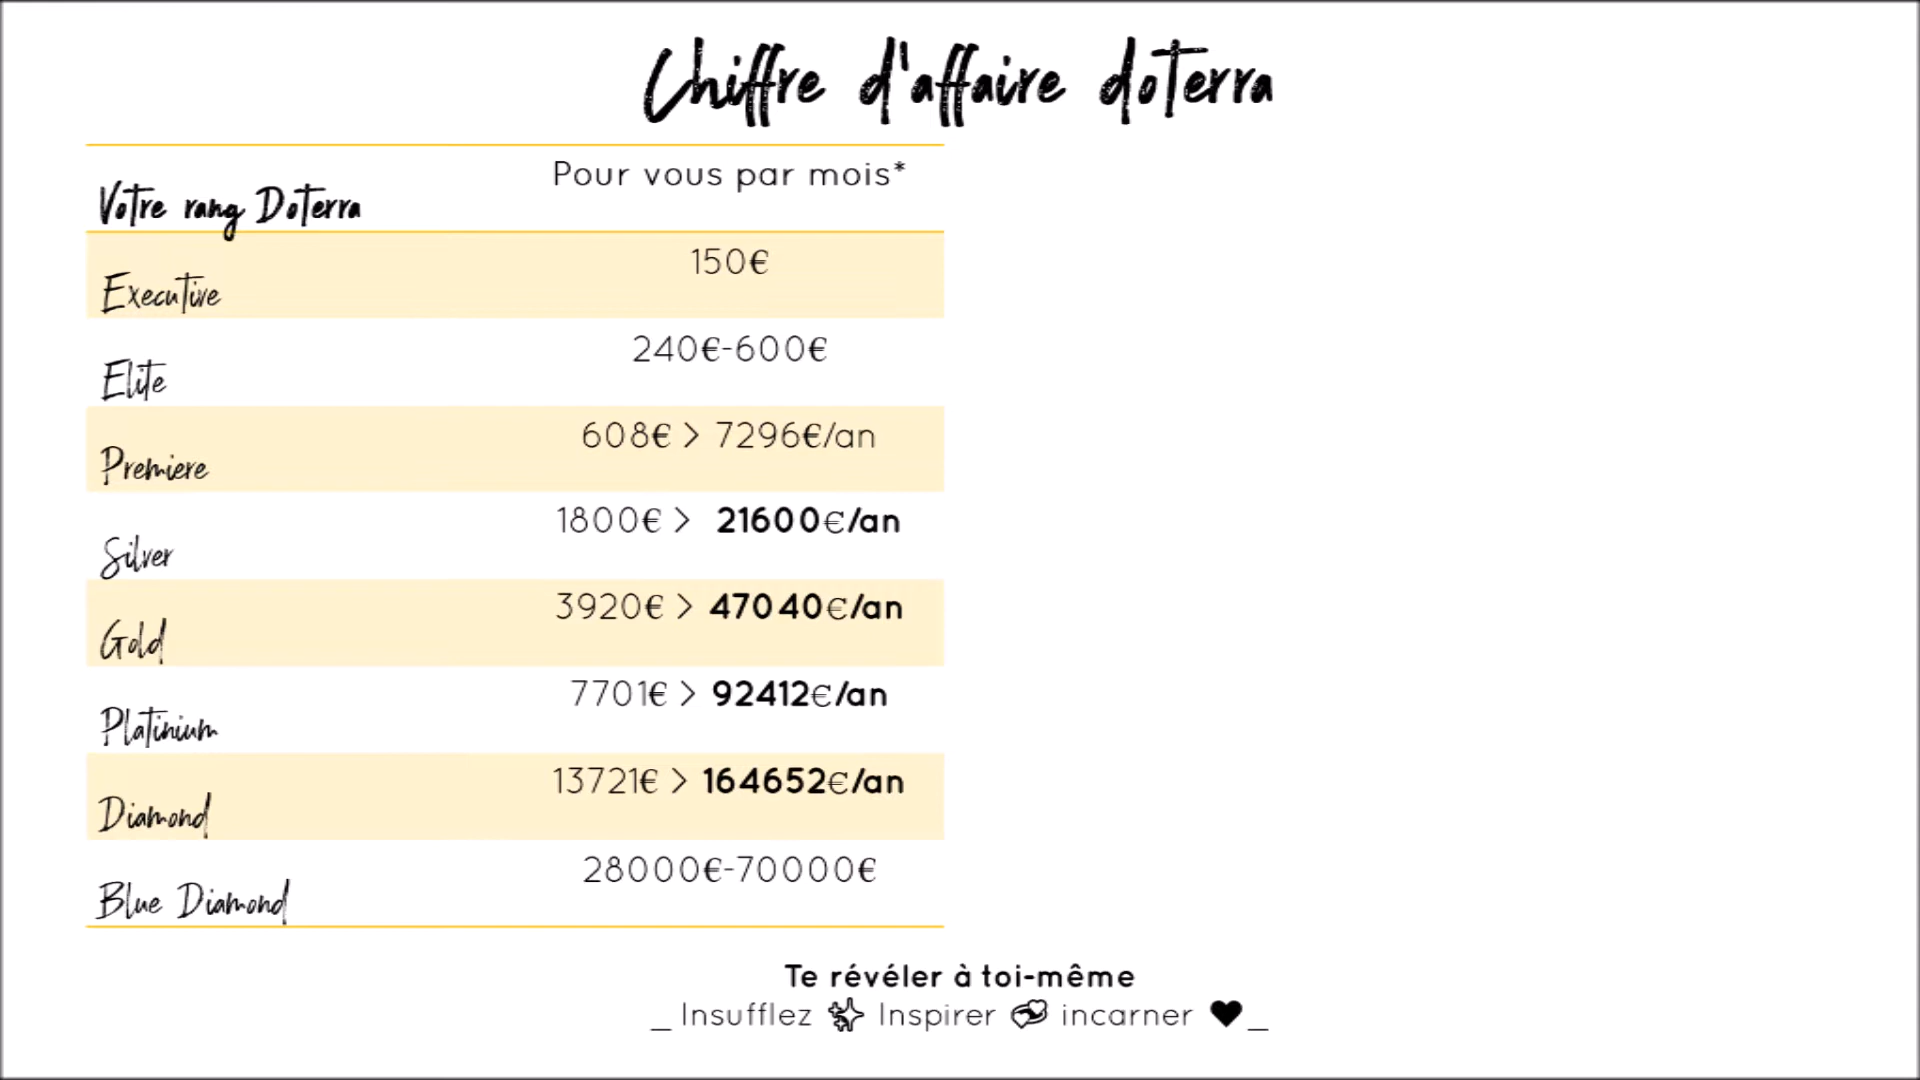 Chiffre d'affaire doterra
Pour vous par mois*
Votre rang Doterra
150€
Executive
240€-600€
Elite
608€ > 7296€/an
Premiere
1800€ > 21600€/an
Silver
3920€ > 47040€/an
Gold
7701€ > 92412€/an
Platinium
13721€ > 164652€/an
Diamond
28000€-70000€
Blue Diamond
Te révéler à toi-même
_ Insufflez ✨ Inspirer 💞 incarner ♥ _